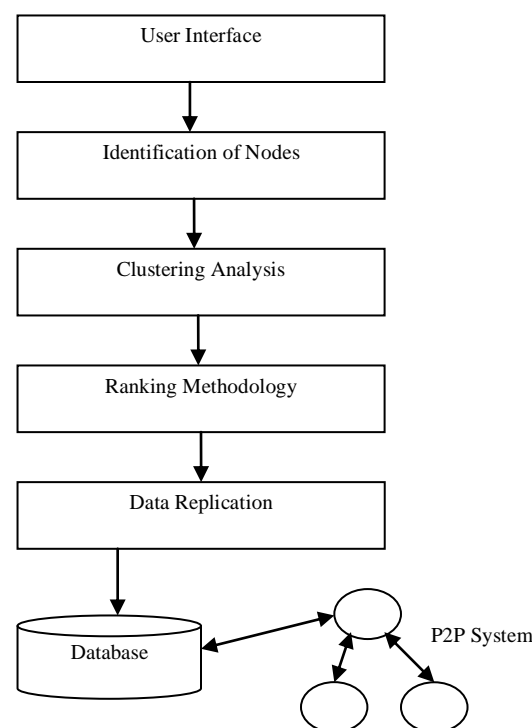 User Interface
Identification of Nodes
Clustering Analysis
Ranking Methodology
Data Replication
P2P System
Database